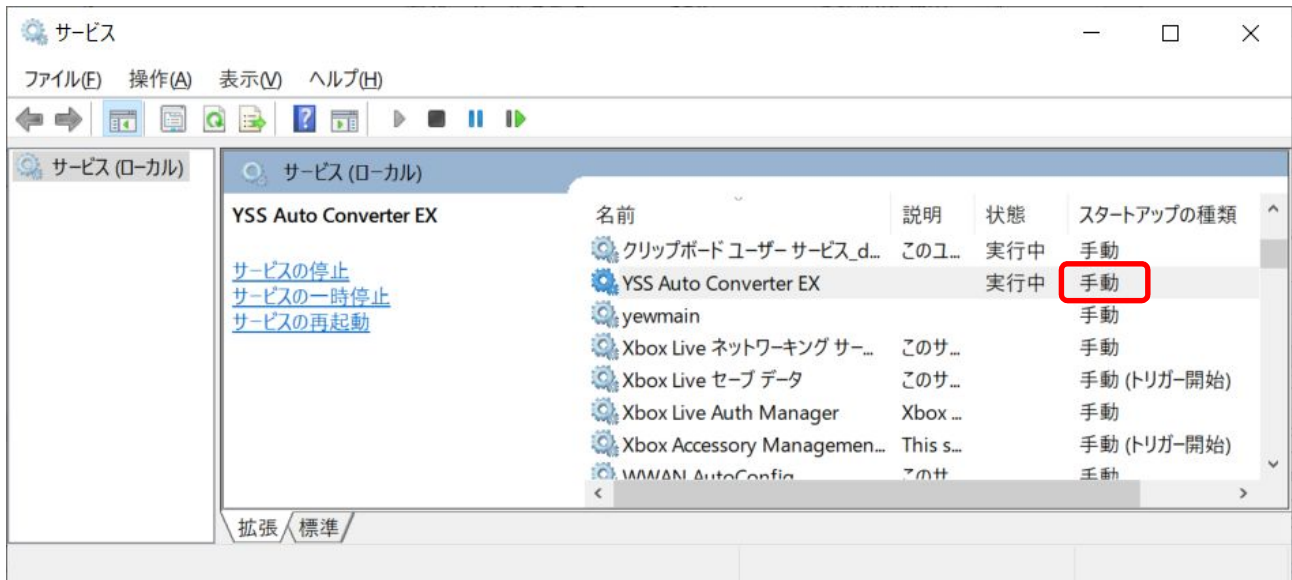 サービス
ファイル(F) 操作(A) 表示(V) ヘルプ(H)
サービス (ローカル)
サービス (ローカル)
YSS Auto Converter EX
サービスの停止
サービスの一時停止
サービスの再起動
名前 説明 状態 スタートアップの種類
クリップボード ユーザー サービス_d... このユ... 実行中 手動
YSS Auto Converter EX 実行中 手動
yewmain 手動
Xbox Live ネットワーキング サー... このサ... 手動
Xbox Live セーブ データ このサ... 手動 (トリガー開始)
Xbox Live Auth Manager Xbox ... 手動
Xbox Accessory Managemen... This s... 手動 (トリガー開始)
WWAN AutoConfig このサ 手動
拡張 標準